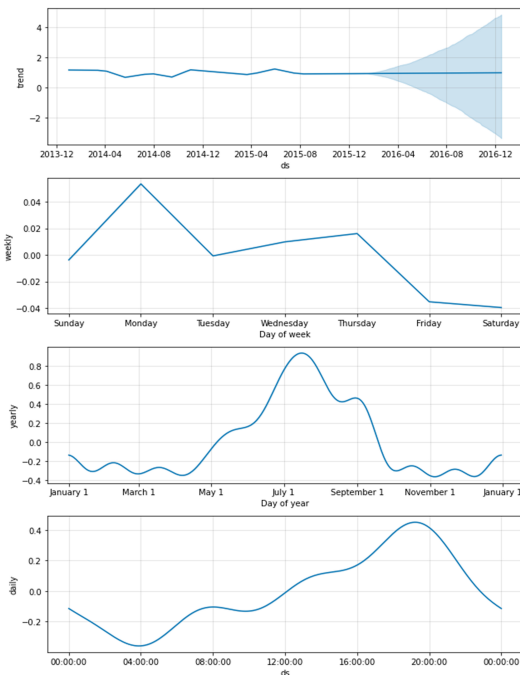 4
2
0
−2
trend
2013-12 2014-04 2014-08 2014-12 2015-04 2015-08 2015-12 2016-04 2016-08 2016-12
ds
0.04
0.02
0.00
−0.02
−0.04
weekly
Sunday Monday Tuesday Wednesday Thursday Friday Saturday
Day of week
0.8
0.6
0.4
0.2
0.0
−0.2
−0.4
yearly
January 1 March 1 May 1 July 1 September 1 November 1 January 1
Day of year
0.4
0.2
0.0
−0.2
daily
00:00:00 04:00:00 08:00:00 12:00:00 16:00:00 20:00:00 00:00:00
ds